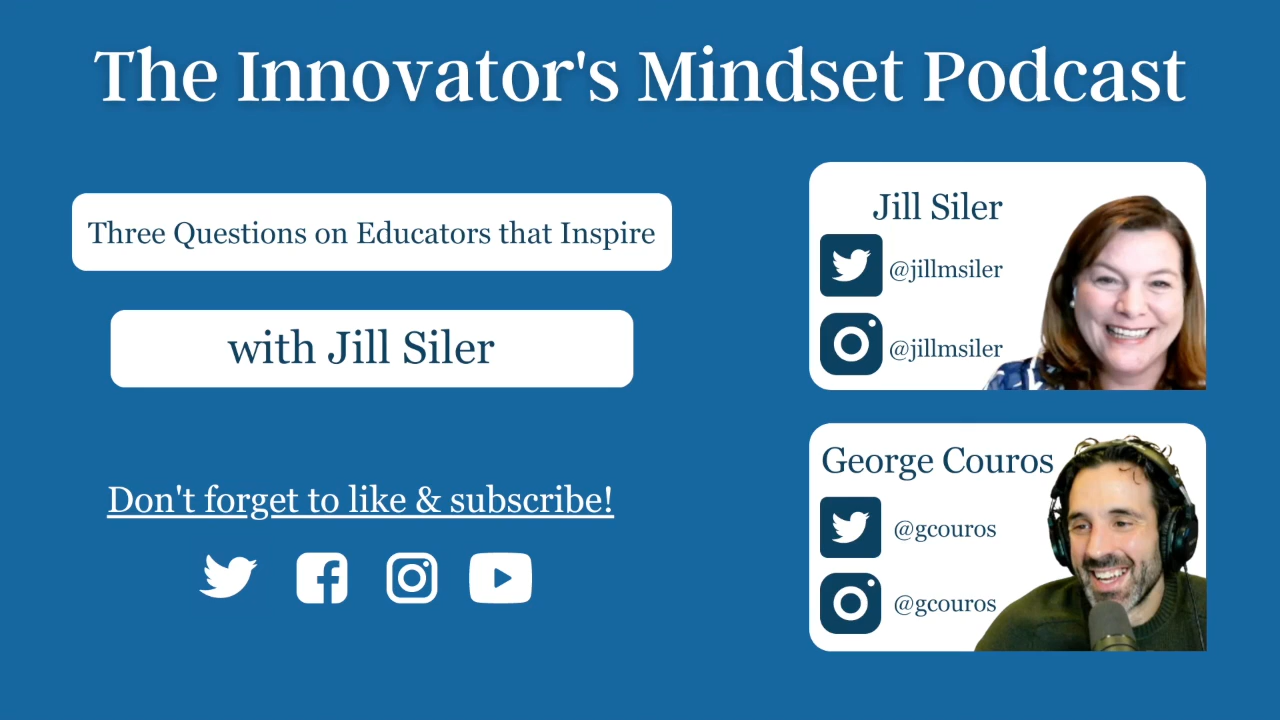 The Innovator's Mindset Podcast
Three Questions on Educators that Inspire
with Jill Siler
Don't forget to like & subscribe!
Jill Siler
@jillmsiler
@jillmsiler
George Couros
@gcouros
@gcouros